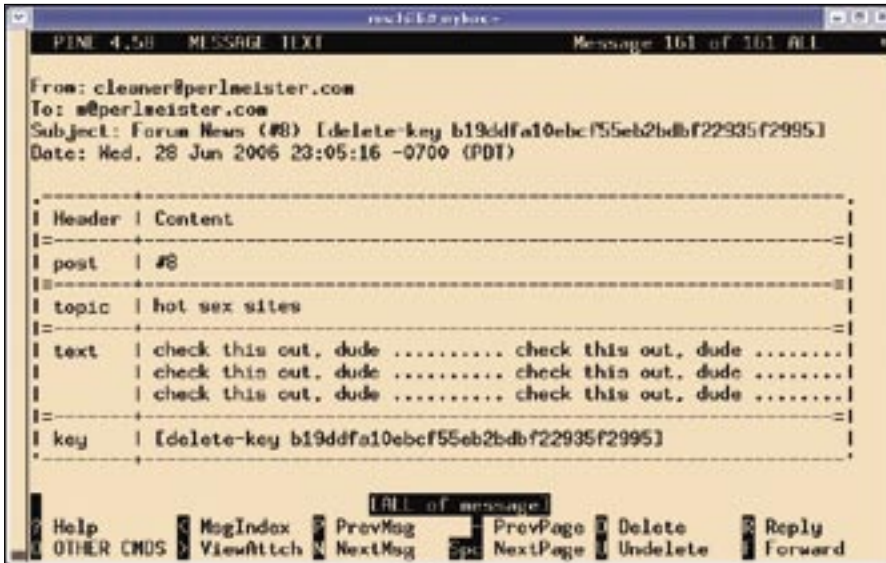 PINE 4.58 MESSAGE TEXT Message 161 of 161 ALL
From: cleaner@perlmeister.com
To: m@perlmeister.com
Subject: Forum News (#8) [delete-key b19ddfa10ebcf55eb2bdbf22935f2995]
Date: Wed, 28 Jun 2006 23:05:16 -0700 (PDT)
Header | Content
post | #8
topic | hot sex sites
text | check this out, dude .......... check this out, dude ........
| check this out, dude .......... check this out, dude ........
| check this out, dude .......... check this out, dude ........
key | [delete-key b19ddfa10ebcf55eb2bdbf22935f2995]
[ALL of message]
? Help < MsgIndex P PrevMsg - PrevPage D Delete R Reply
O OTHER CMDS > ViewAttch N NextMsg Spc NextPage U Undelete F Forward